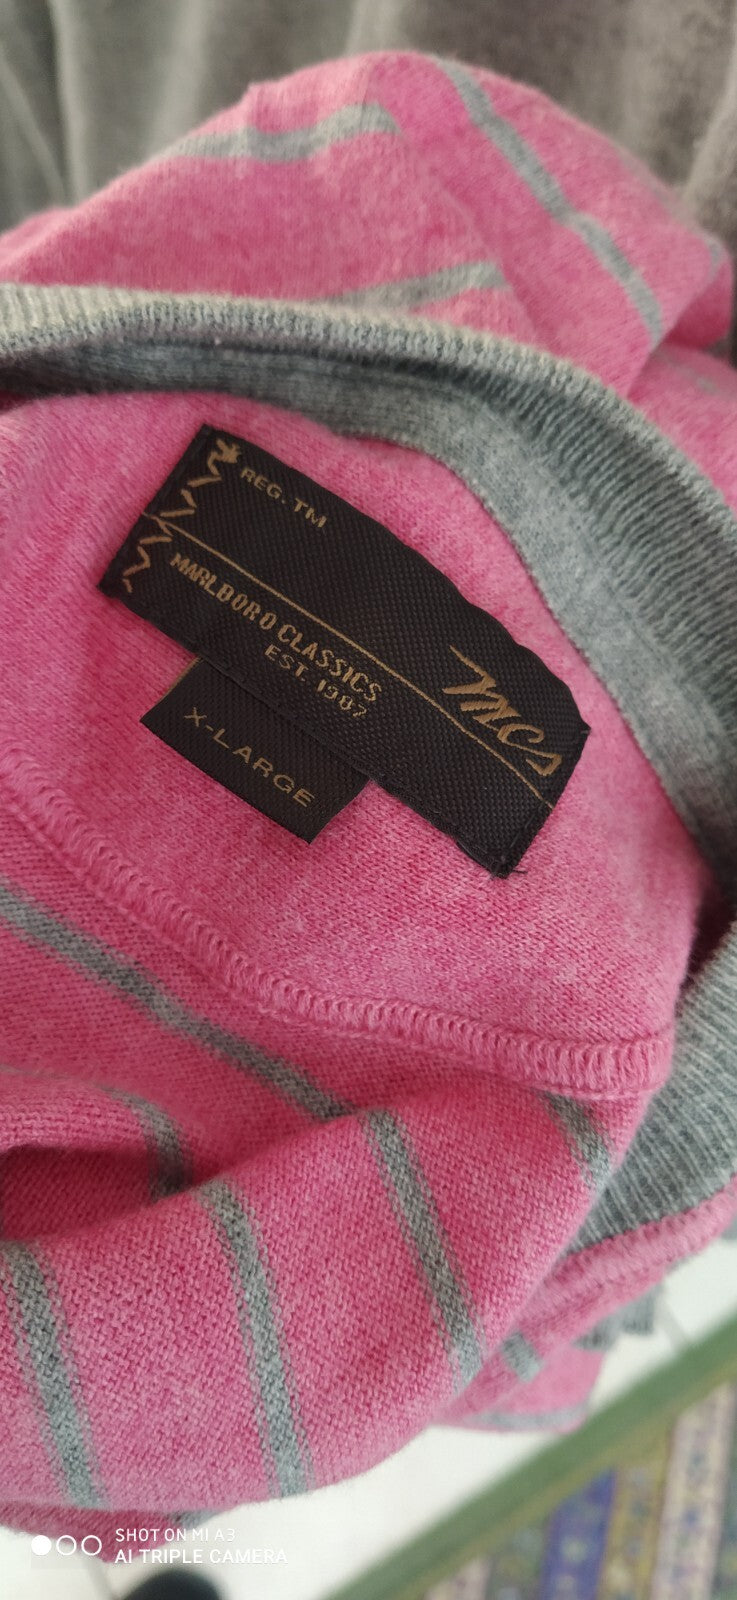 REG. TM
MARLBORO CLASSICS
EST. 1987
mcs
X-LARGE
SHOT ON MI A3
AI TRIPLE CAMERA